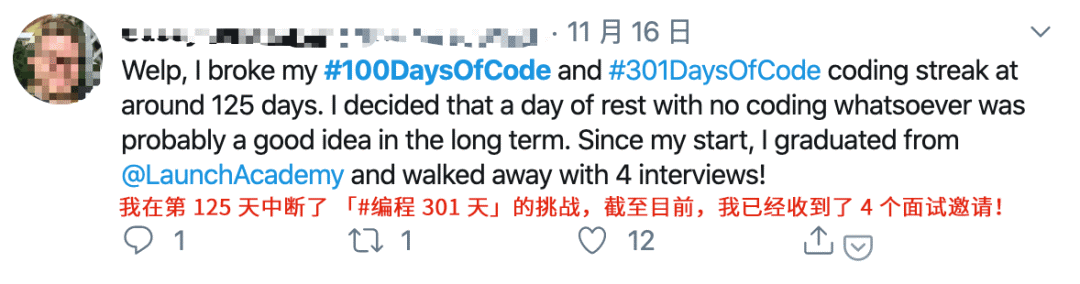 · 11 月 16 日
Welp, I broke my #100DaysOfCode and #301DaysOfCode coding streak at
around 125 days. I decided that a day of rest with no coding whatsoever was
probably a good idea in the long term. Since my start, I graduated from
@LaunchAcademy and walked away with 4 interviews!
我在第 125 天中断了 「#编程 301 天」的挑战，截至目前，我已经收到了 4 个面试邀请！
1 1 12